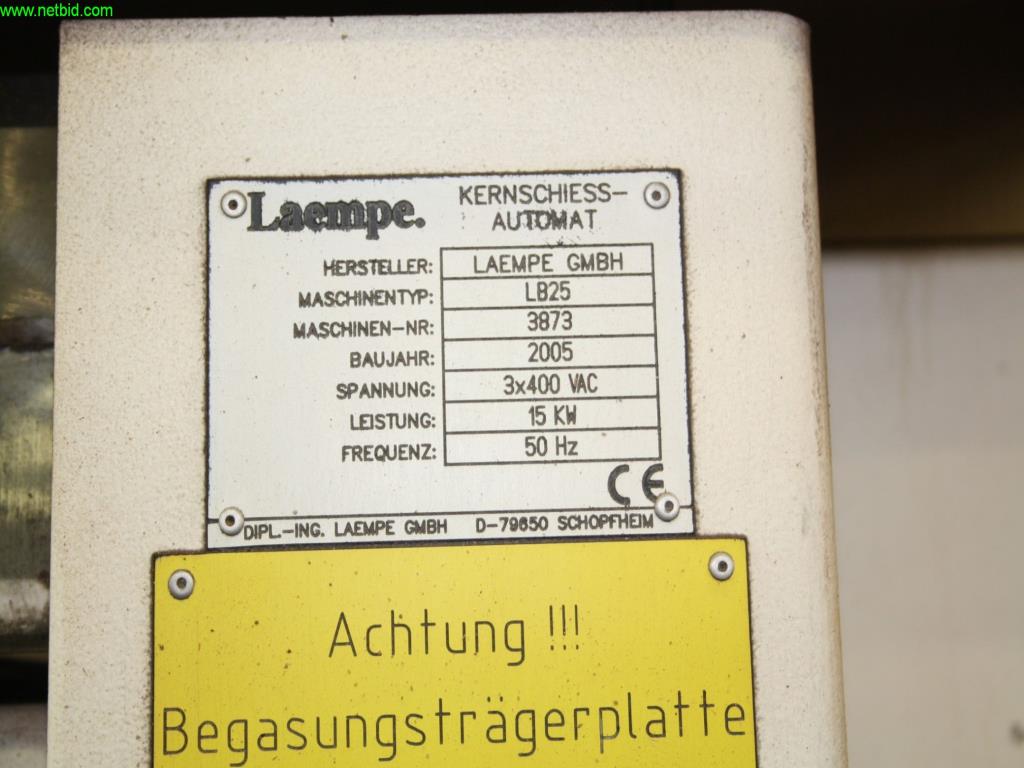 www.netbid.com
Laempe.
KERNSCHIESS-
AUTOMAT
HERSTELLER: LAEMPE GMBH
MASCHINENTYP: LB25
MASCHINEN-NR: 3873
BAUJAHR: 2005
SPANNUNG: 3x400 VAC
LEISTUNG: 15 KW
FREQUENZ: 50 Hz
CE
DIPL.-ING. LAEMPE GMBH D-79650 SCHOPFHEIM
Achtung !!!
Begasungsträgerplatte